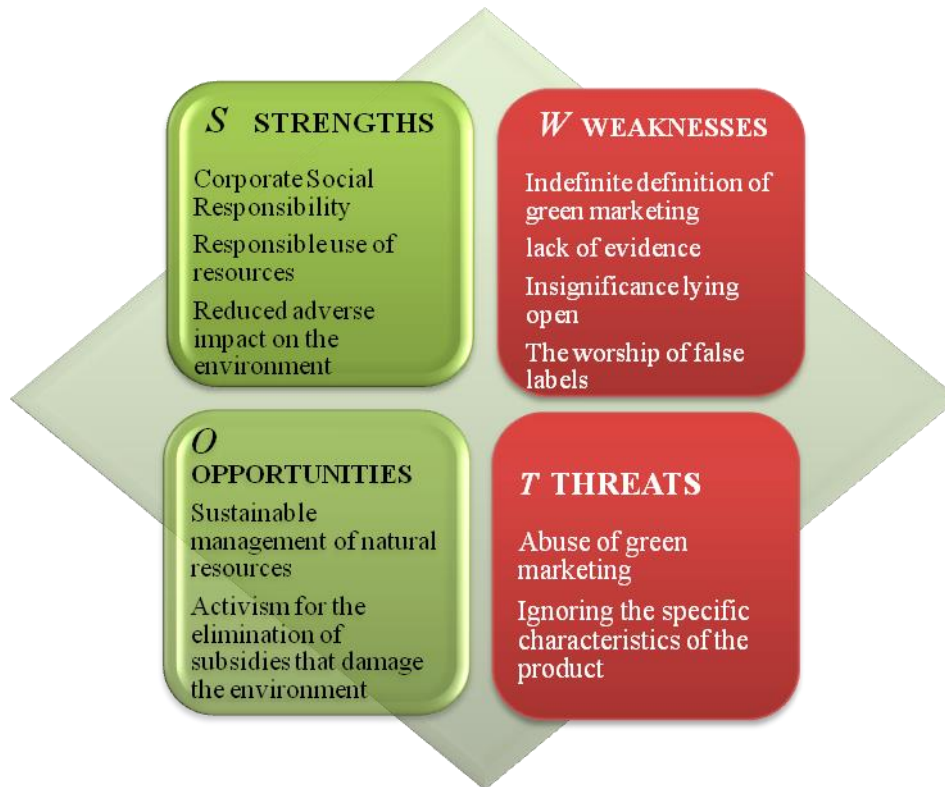 S STRENGTHS
Corporate Social
Responsibility
Responsible use of
resources
Reduced adverse
impact on the
environment
W WEAKNESSES
Indefinite definition of
green marketing
lack of evidence
Insignificance lying
open
The worship of false
labels
O
OPPORTUNITIES
Sustainable
management of natural
resources
Activism for the
elimination of
subsidies that damage
the environment
T THREATS
Abuse of green
marketing
Ignoring the specific
characteristics of the
product